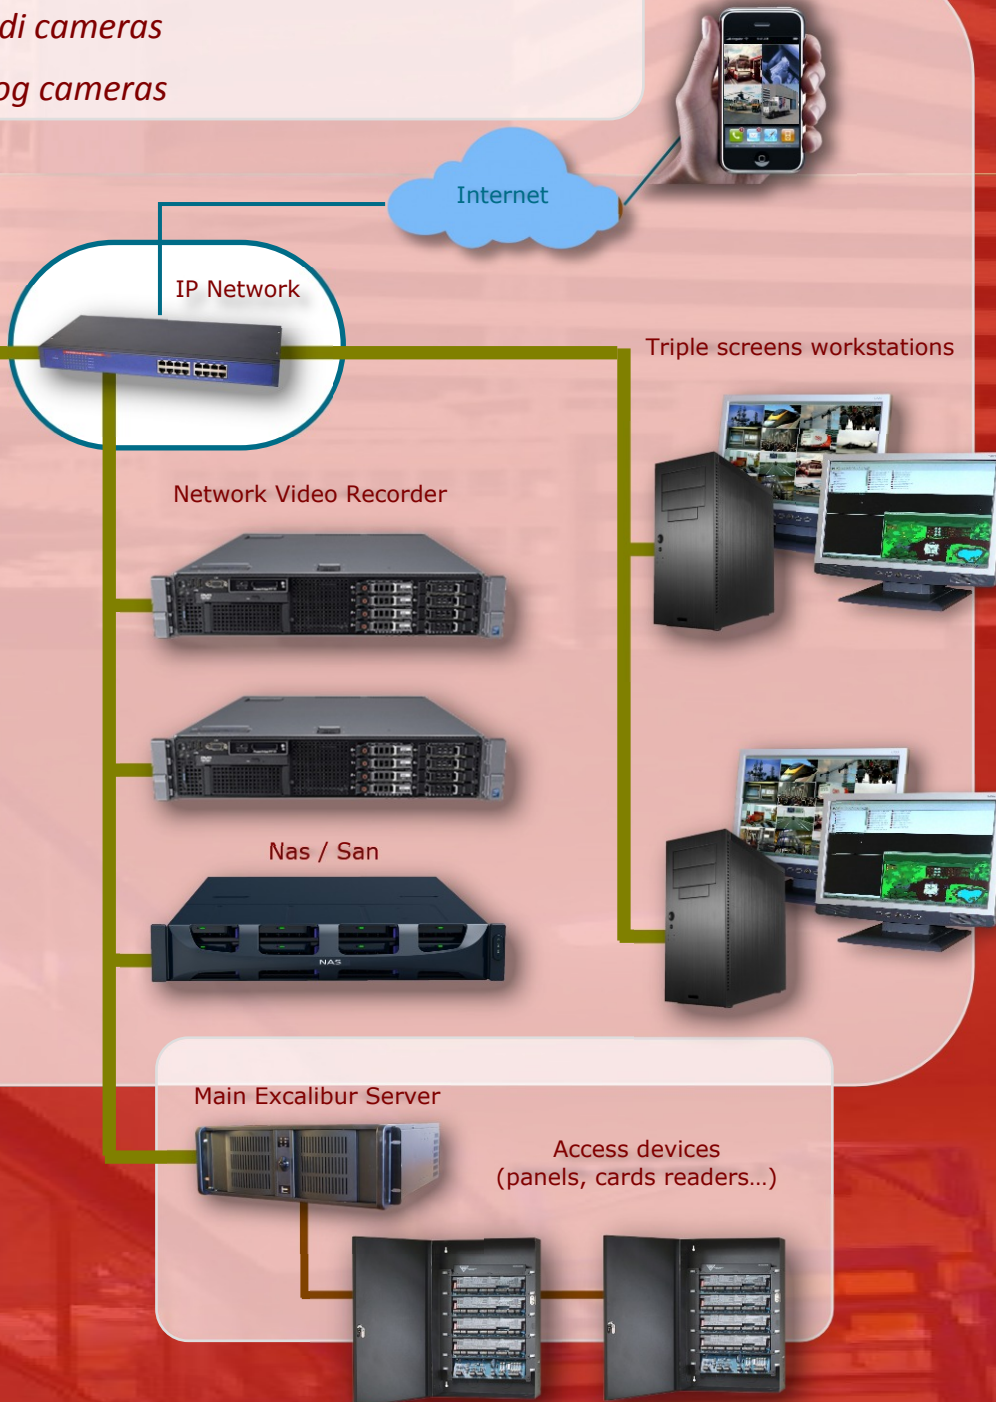 di cameras
og cameras
Internet
IP Network
Triple screens workstations
Network Video Recorder
Nas / San
NAS
Main Excalibur Server
Access devices
(panels, cards readers...)